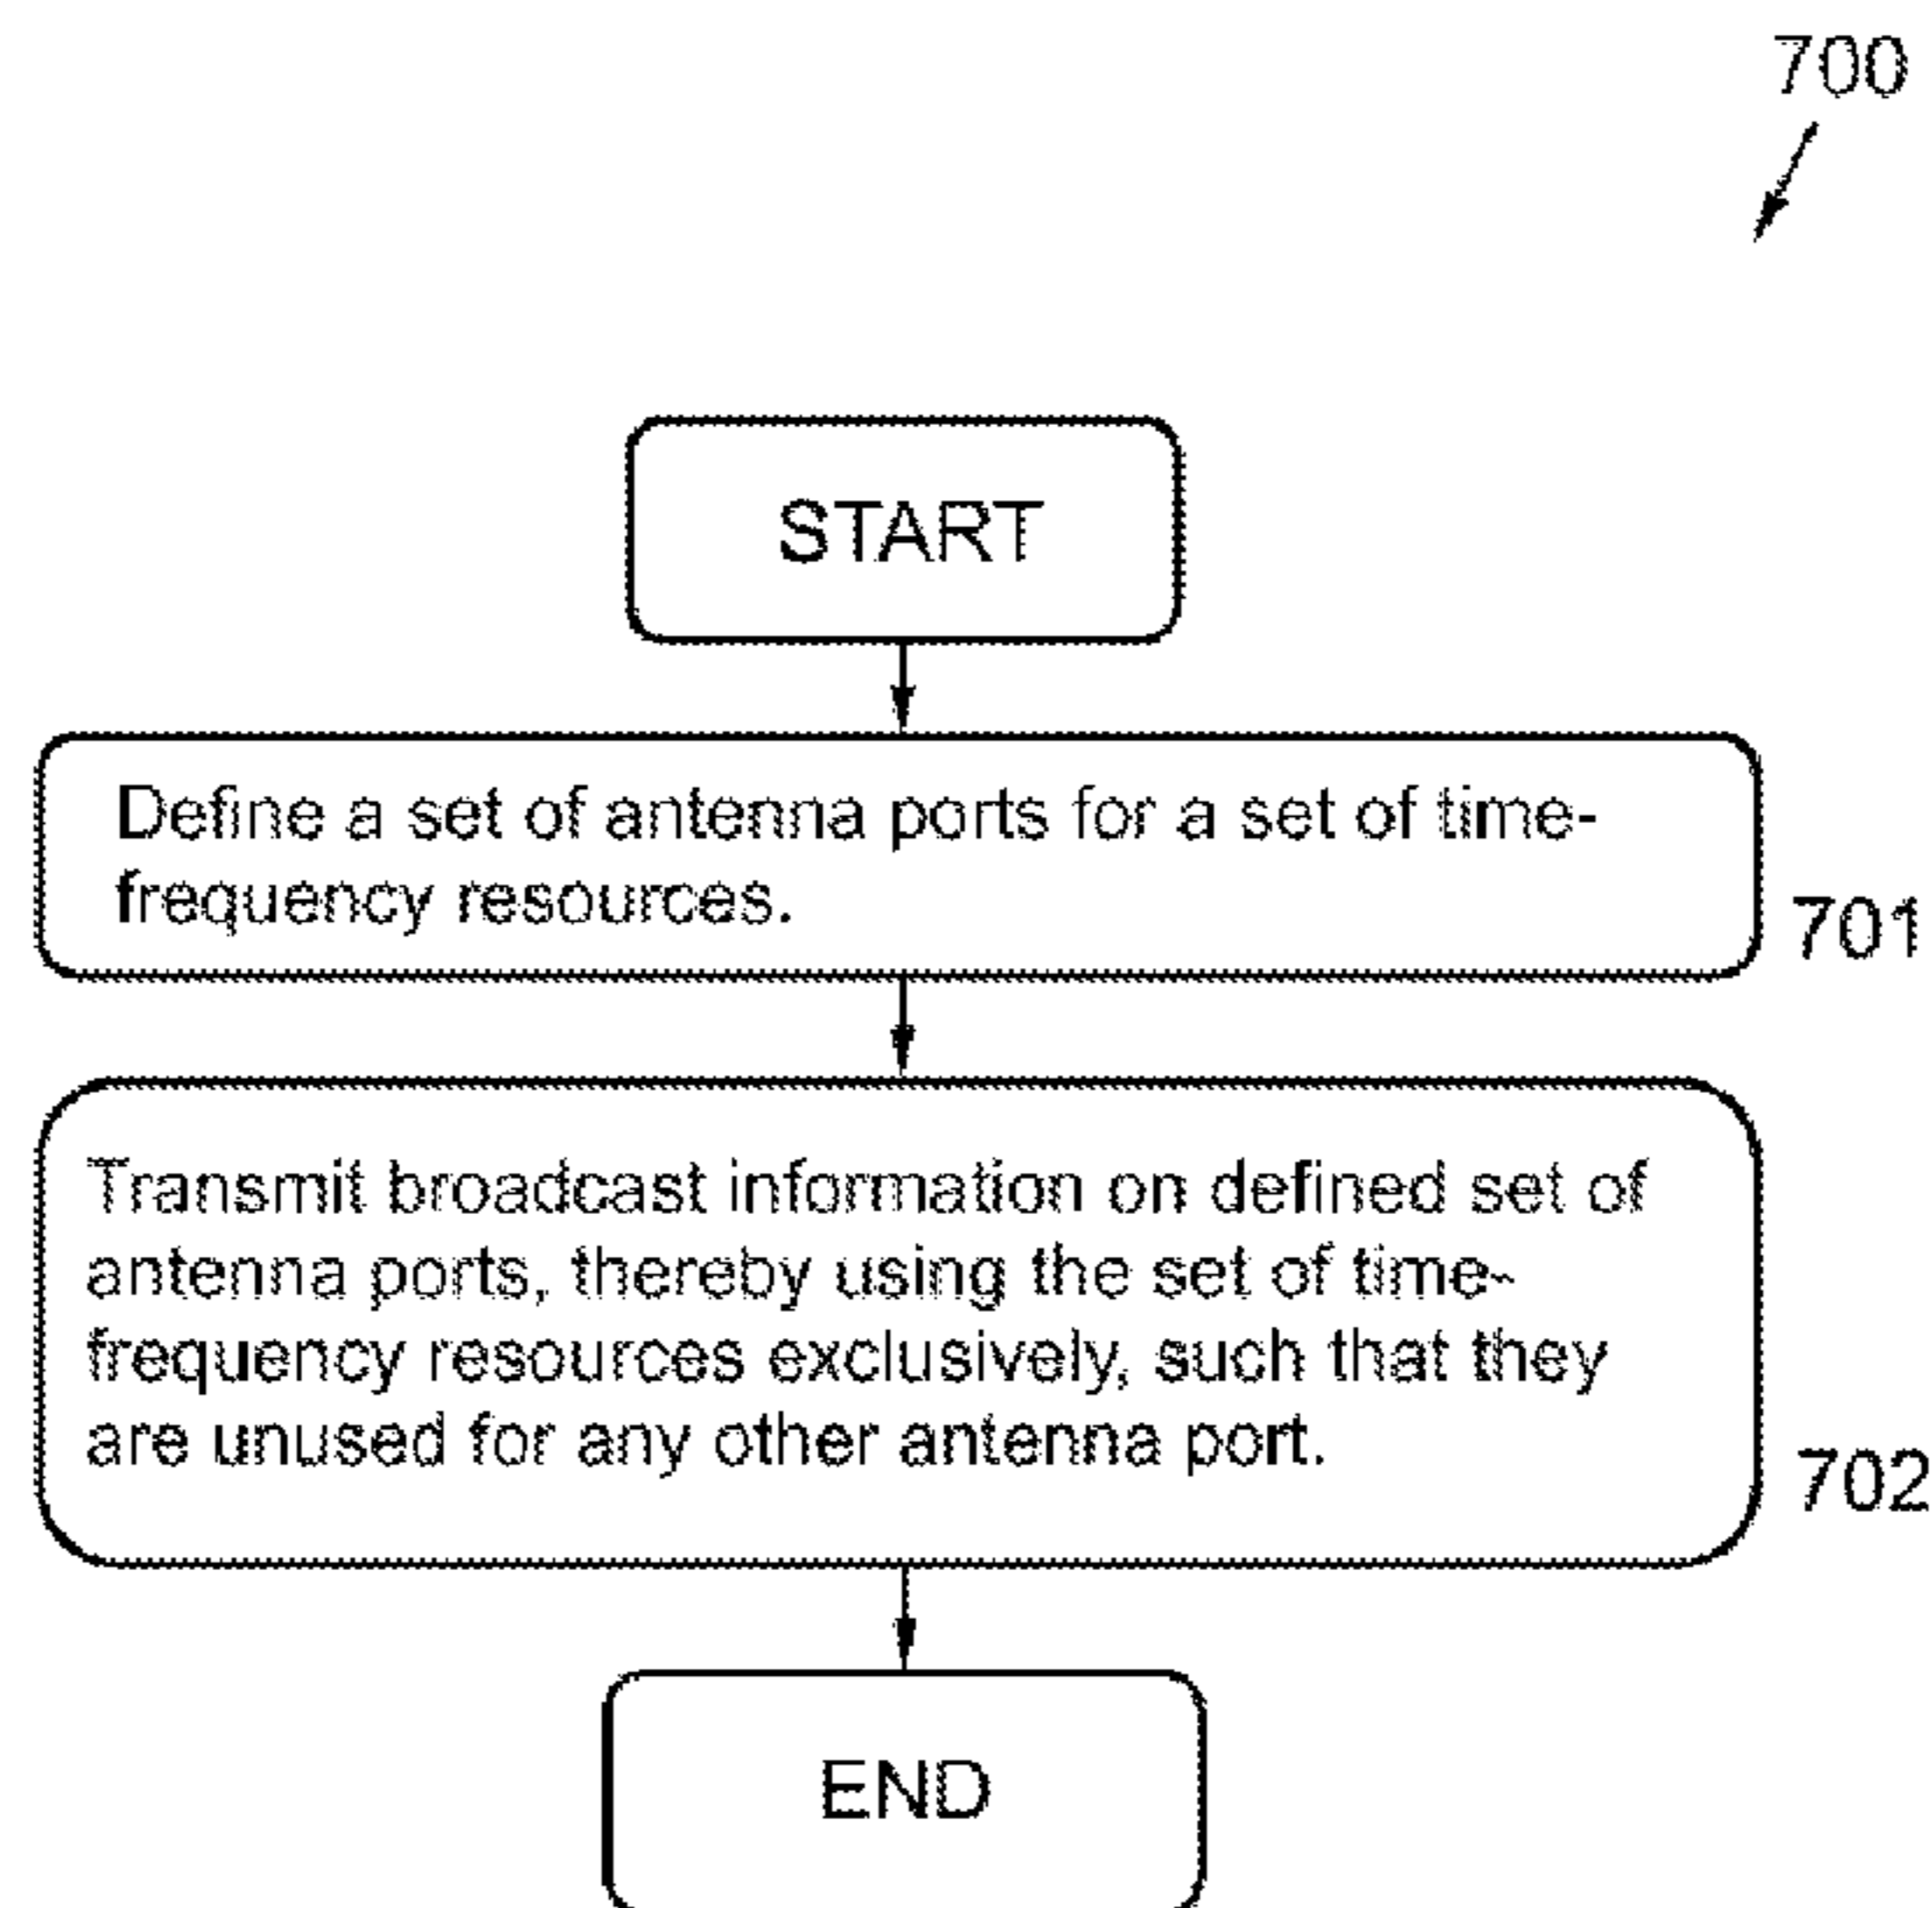 700
START
Define a set of antenna ports for a set of time-
frequency resources.
701
Transmit broadcast information on defined set of
antenna ports, thereby using the set of time-
frequency resources exclusively, such that they
are unused for any other antenna port.
702
END